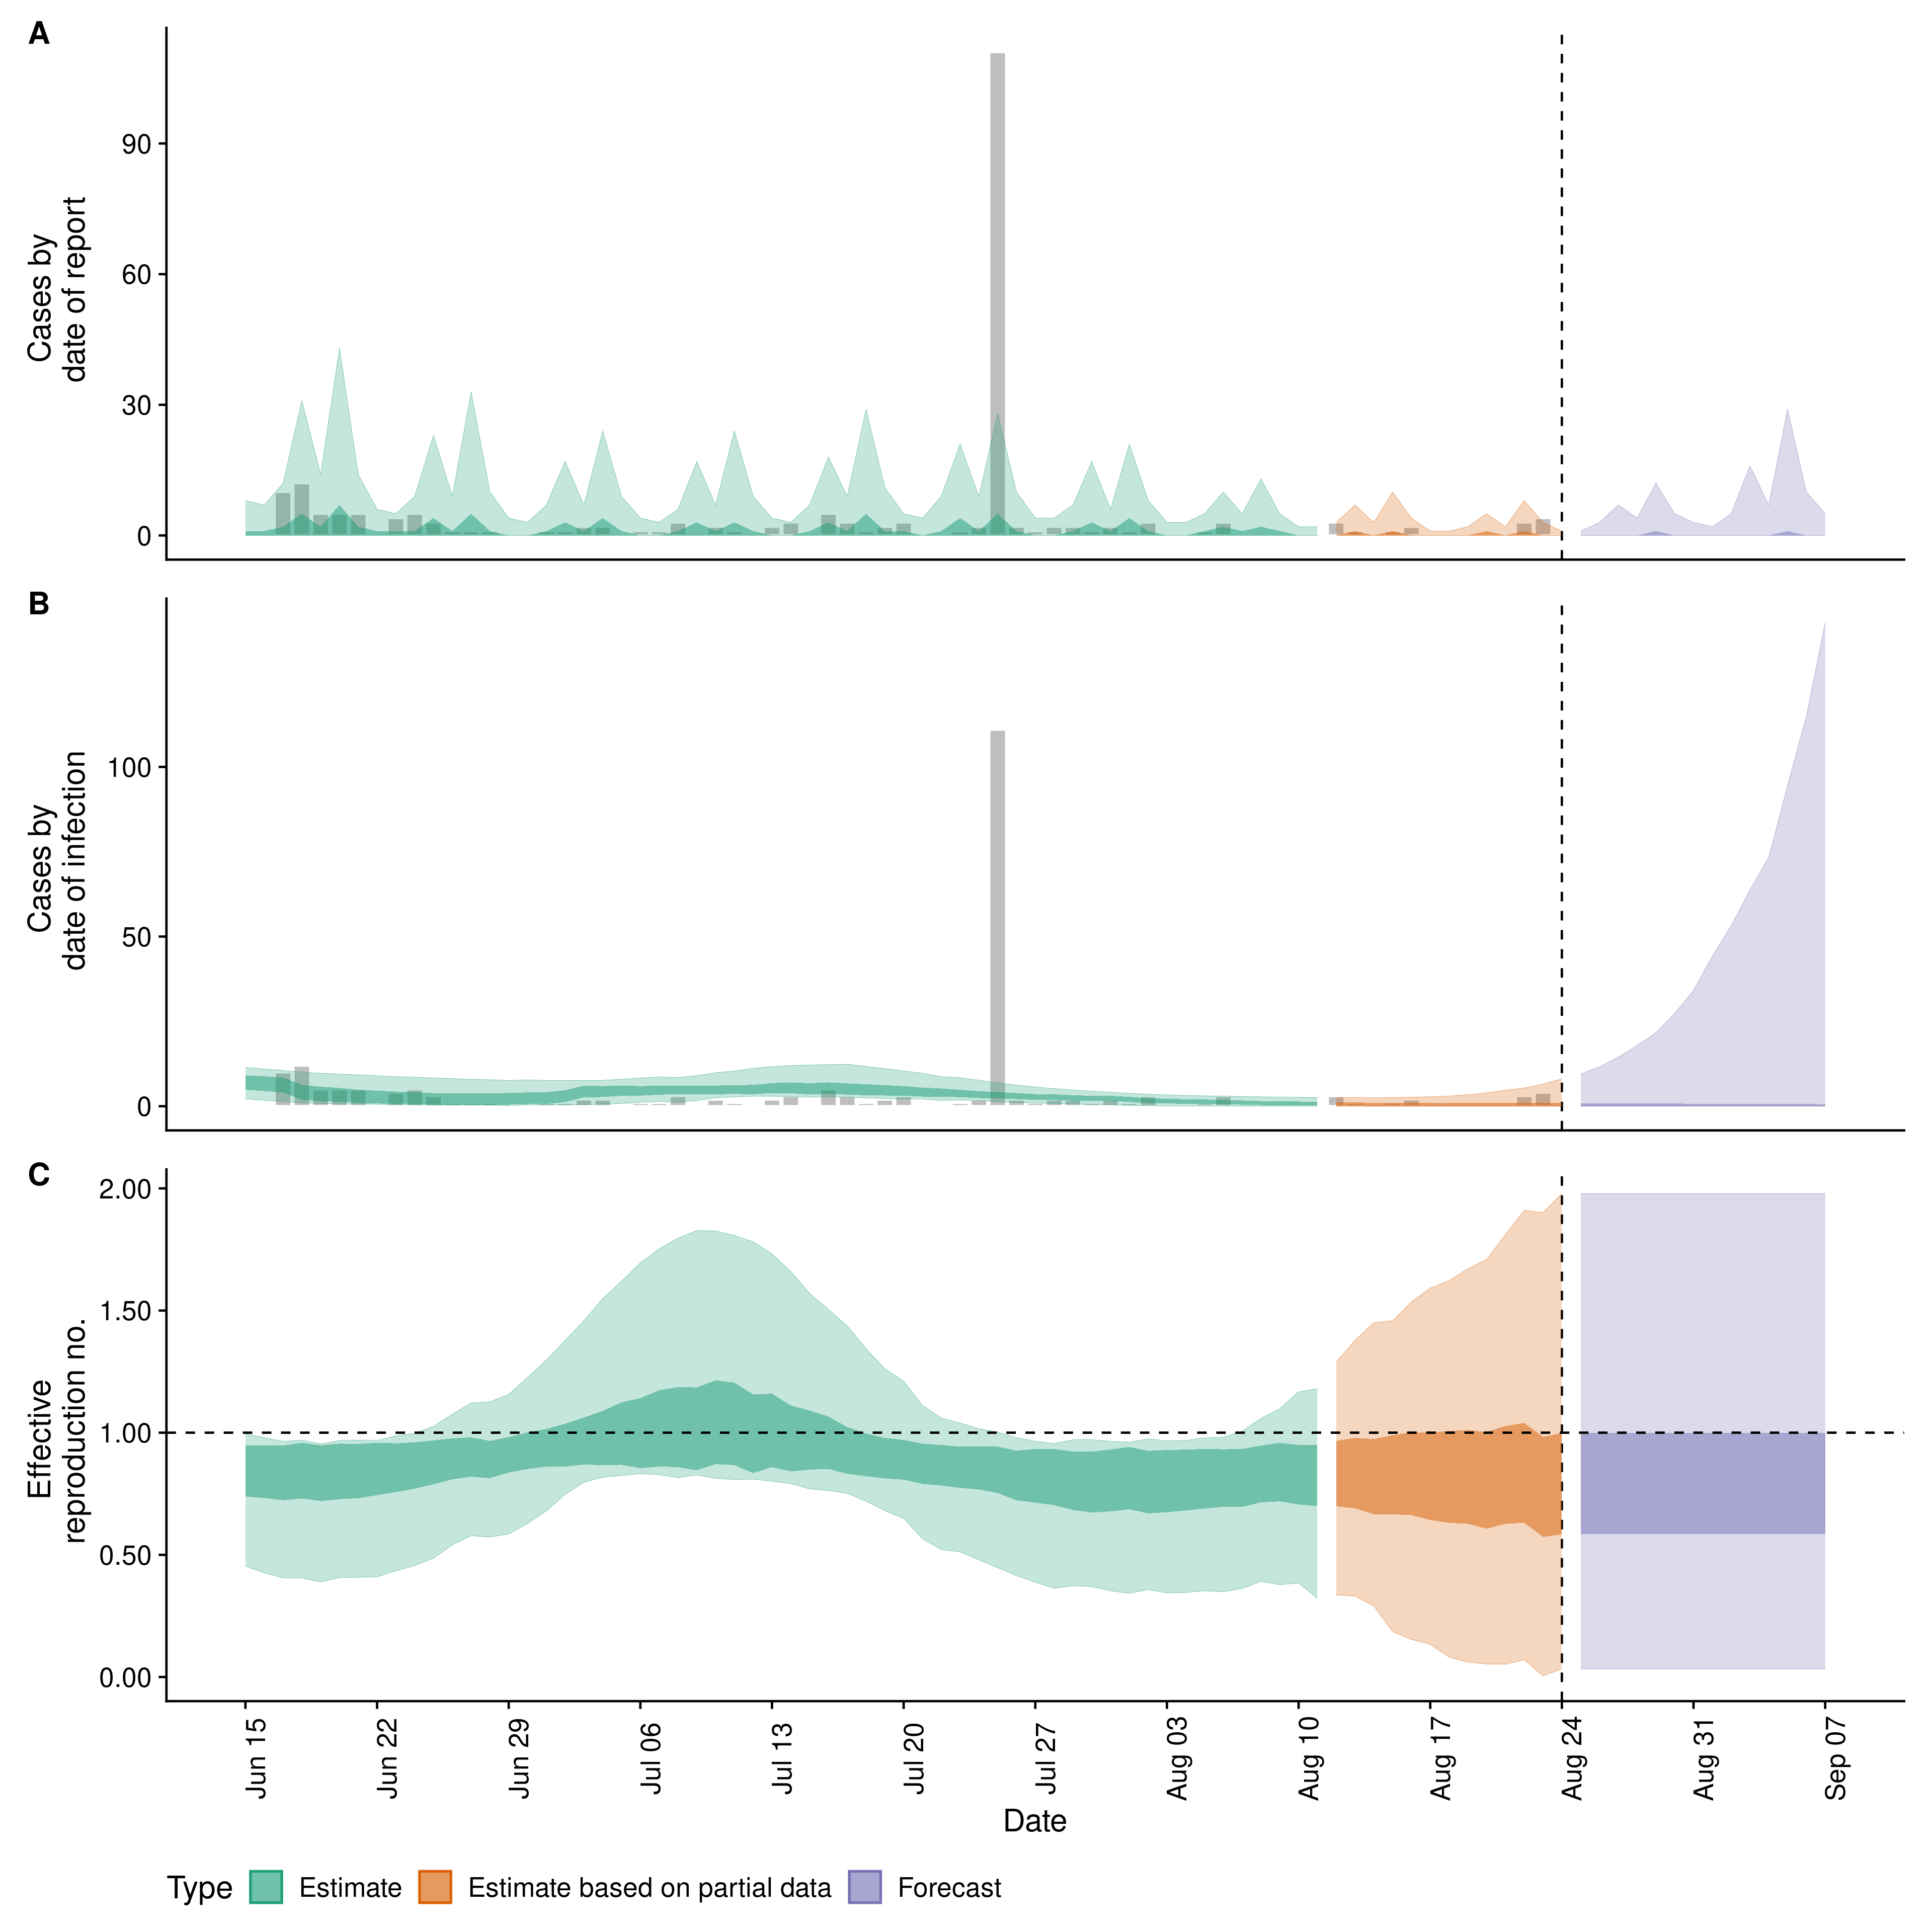 A
Cases by
date of report
90
60
30
0
B
Cases by
date of infection
100
50
0
C
Effective
reproduction no.
2.00
1.50
1.00
0.50
0.00
Jun 15
Jun 22
Jun 29
Jul 06
Jul 13
Jul 20
Jul 27
Aug 03
Aug 10
Aug 17
Aug 24
Aug 31
Sep 07
Date
Type Estimate Estimate based on partial data Forecast